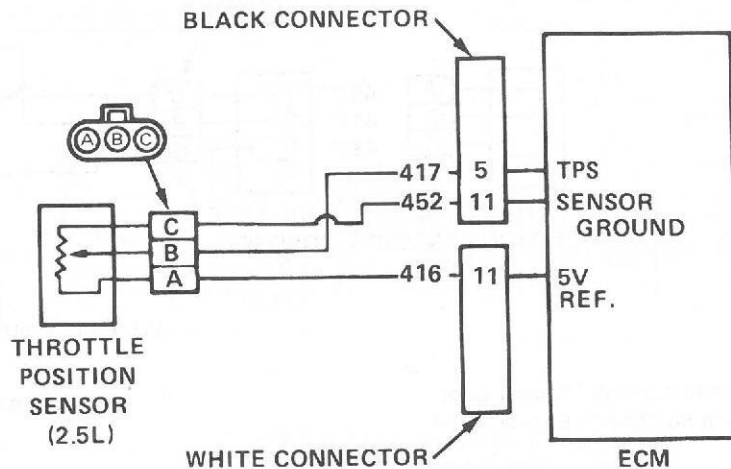 BLACK CONNECTOR
A B C
417 5 TPS
452 11 SENSOR
GROUND
C
B
A
416 11 5V
REF.
THROTTLE
POSITION
SENSOR
(2.5L)
WHITE CONNECTOR
ECM